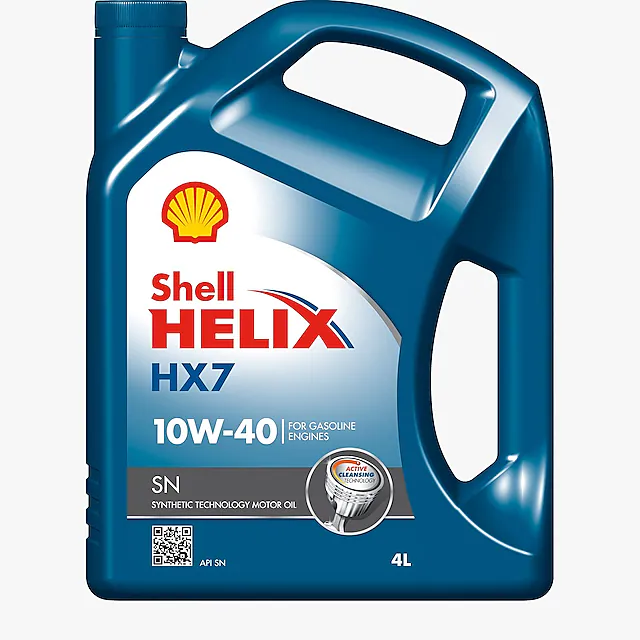 Shell
HELIX
HX7
10W-40
FOR GASOLINE
ENGINES
ACTIVE
CLEANSING
TECHNOLOGY
SN
SYNTHETIC TECHNOLOGY MOTOR OIL
API SN
4L